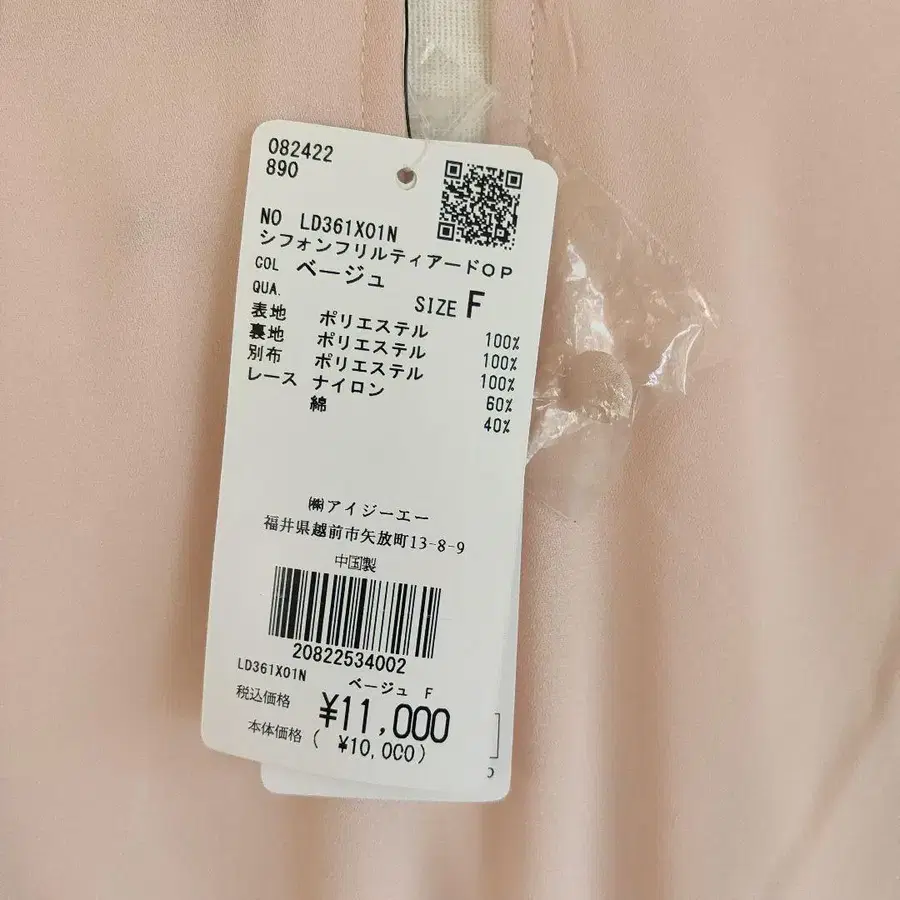 082422
890
NO LD361X01N
シフォンフリルティアードOP
COL ベージュ
QUA. SIZE F
表地 ポリエステル 100%
裏地 ポリエステル 100%
別布 ポリエステル 100%
レース ナイロン 60%
綿 40%
㈱アイジーエー
福井県越前市矢放町13-8-9
中国製
20822534002
LD361X01N ベージュ F
税込価格 ¥11,000
本体価格 ( ¥10,000)